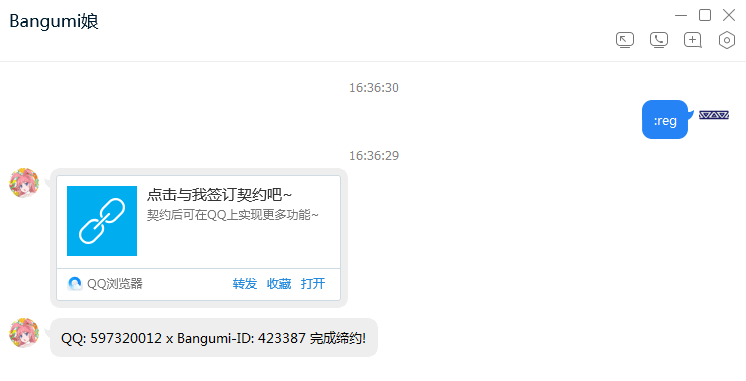 Bangumi娘
16:36:30
:reg
16:36:29
点击与我签订契约吧~
契约后可在QQ上实现更多功能~
QQ浏览器 转发 收藏 打开
QQ: 597320012 x Bangumi-ID: 423387 完成缔约!